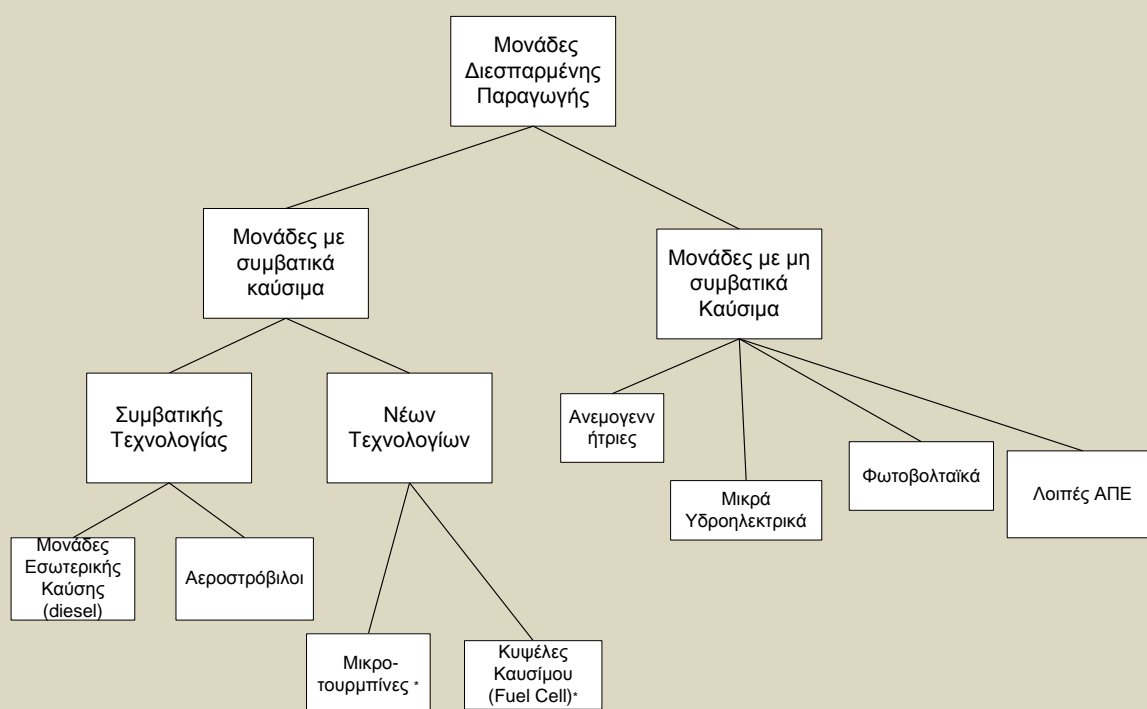 Μονάδες
Διεσπαρμένης
Παραγωγής
Μονάδες με
συμβατικά
καύσιμα
Μονάδες με μη
συμβατικά
Καύσιμα
Συμβατικής
Τεχνολογίας
Νέων
Τεχνολογίων
Ανεμογενν
ήτριες
Μικρά
Υδροηλεκτρικά
Φωτοβολταϊκά
Λοιπές ΑΠΕ
Μονάδες
Εσωτερικής
Καύσης
(diesel)
Αεροστρόβιλοι
Μικρο-
τουρμπίνες *
Κυψέλες
Καυσίμου
(Fuel Cell)*